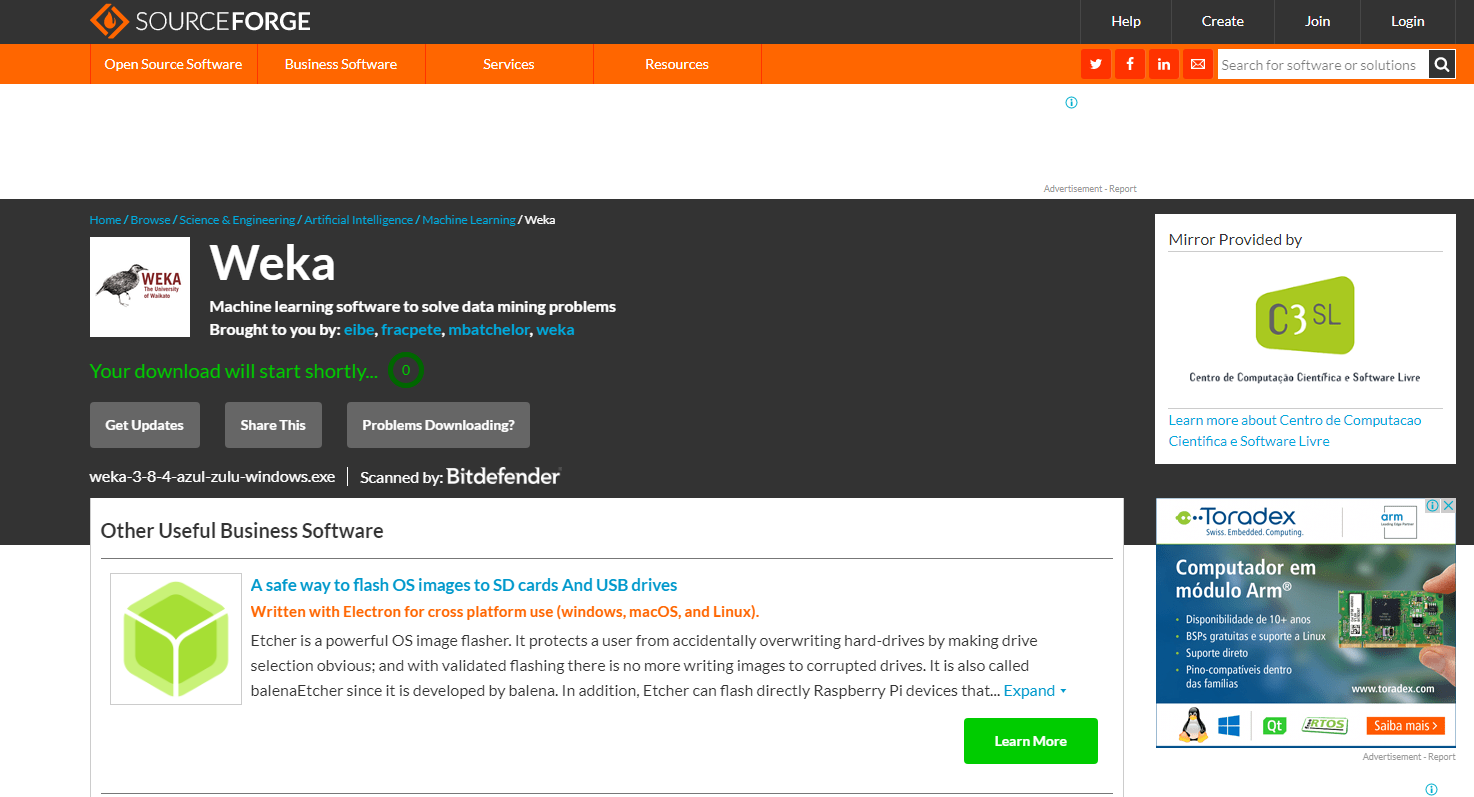 SOURCEFORGE
Help
Create
Join
Login
Open Source Software
Business Software
Services
Resources
Search for software or solutions
Advertisement - Report
Home / Browse / Science & Engineering / Artificial Intelligence / Machine Learning / Weka
WEKA
The University
of Waikato
Weka
Machine learning software to solve data mining problems
Brought to you by: eibe, fracpete, mbatchelor, weka
Your download will start shortly... 0
Get Updates
Share This
Problems Downloading?
weka-3-8-4-azul-zulu-windows.exe
Scanned by: Bitdefender
Mirror Provided by
C3SL
Centro de Computação Científica e Software Livre
Learn more about Centro de Computacao
Cientifica e Software Livre
Other Useful Business Software
A safe way to flash OS images to SD cards And USB drives
Written with Electron for cross platform use (windows, macOS, and Linux).
Etcher is a powerful OS image flasher. It protects a user from accidentally overwriting hard-drives by making drive
selection obvious; and with validated flashing there is no more writing images to corrupted drives. It is also called
balenaEtcher since it is developed by balena. In addition, Etcher can flash directly Raspberry Pi devices that... Expand
Learn More
Toradex
Swiss. Embedded. Computing.
arm
Leading Edge Partner
Computador em
módulo Arm®
• Disponibilidade de 10+ anos
• BSPs gratuitas e suporte a Linux
• Suporte direto
• Pino-compatíveis dentro
das famílias
www.toradex.com
Qt
RTOS
Saiba mais >
Advertisement - Report